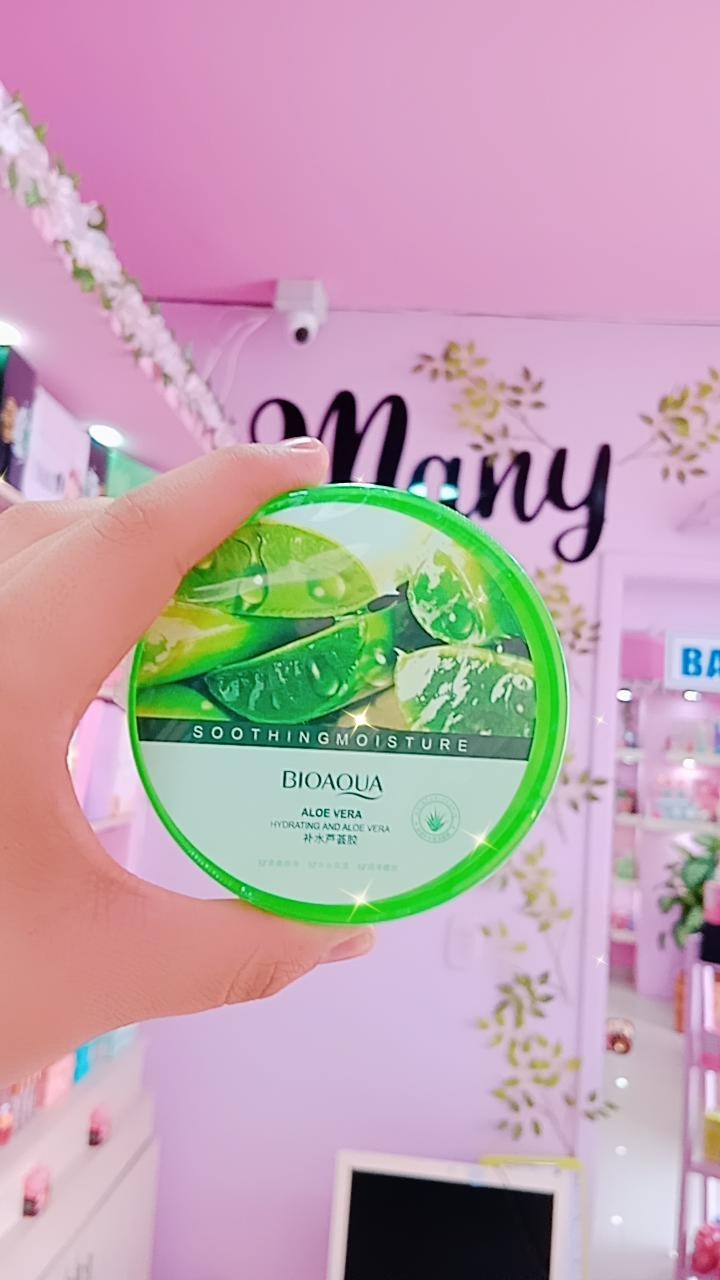 Many
BA
SOOTHINGMOISTURE
BIOAQUA
ALOE VERA
HYDRATING AND ALOE VERA
补水芦荟胶